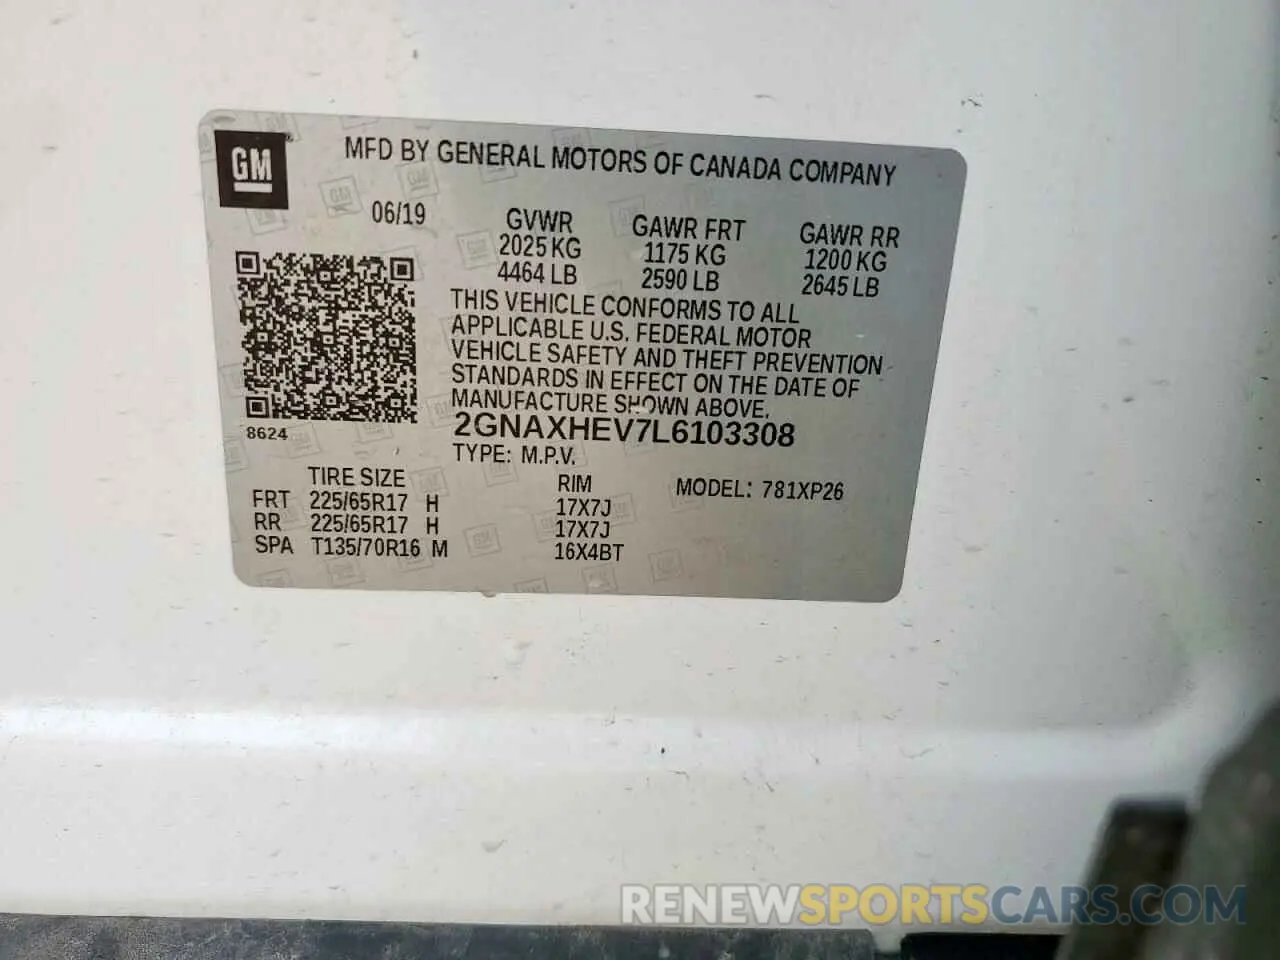 GM
MFD BY GENERAL MOTORS OF CANADA COMPANY
06/19
GVWR
2025 KG
4464 LB
GAWR FRT
1175 KG
2590 LB
GAWR RR
1200 KG
2645 LB
THIS VEHICLE CONFORMS TO ALL
APPLICABLE U.S. FEDERAL MOTOR
VEHICLE SAFETY AND THEFT PREVENTION
STANDARDS IN EFFECT ON THE DATE OF
MANUFACTURE SHOWN ABOVE.
8624
2GNAXHEV7L6103308
TYPE: M.P.V.
TIRE SIZE RIM MODEL: 781XP26
FRT 225/65R17 H 17X7J
RR 225/65R17 H 17X7J
SPA T135/70R16 M 16X4BT
RENEWSPORTSCARS.COM